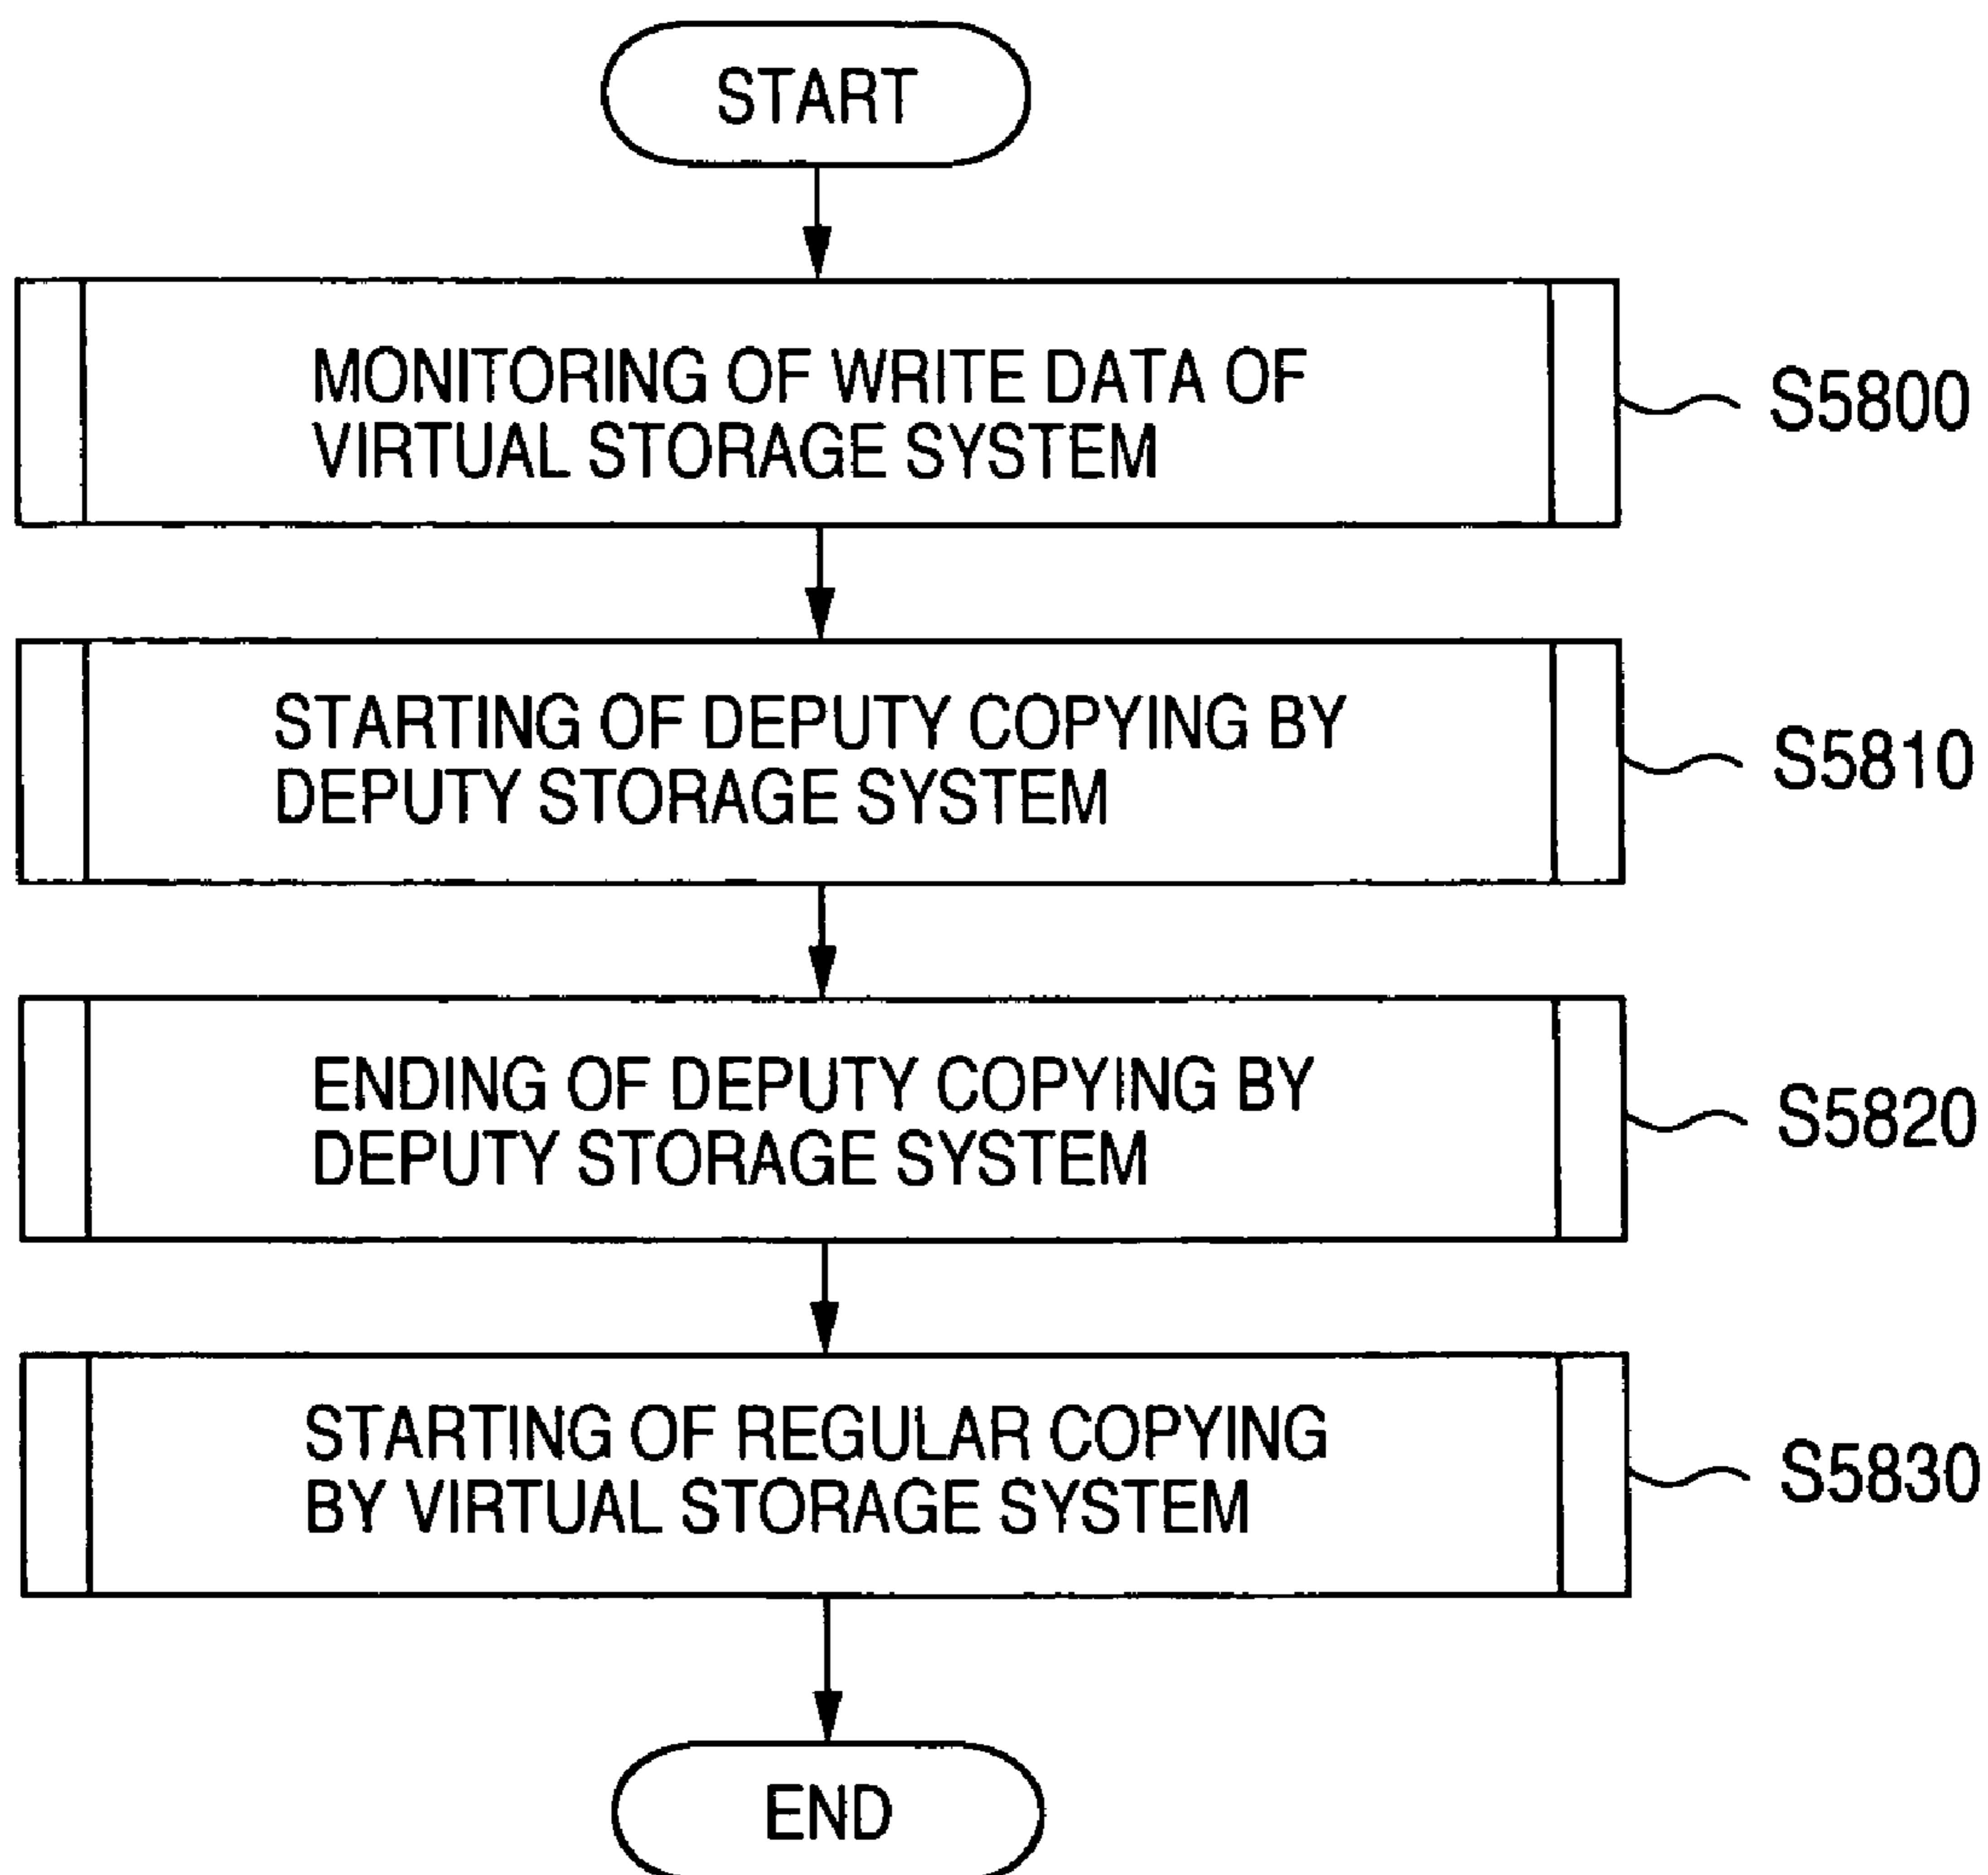 START
MONITORING OF WRITE DATA OF
VIRTUAL STORAGE SYSTEM
S5800
STARTING OF DEPUTY COPYING BY
DEPUTY STORAGE SYSTEM
S5810
ENDING OF DEPUTY COPYING BY
DEPUTY STORAGE SYSTEM
S5820
STARTING OF REGULAR COPYING
BY VIRTUAL STORAGE SYSTEM
S5830
END